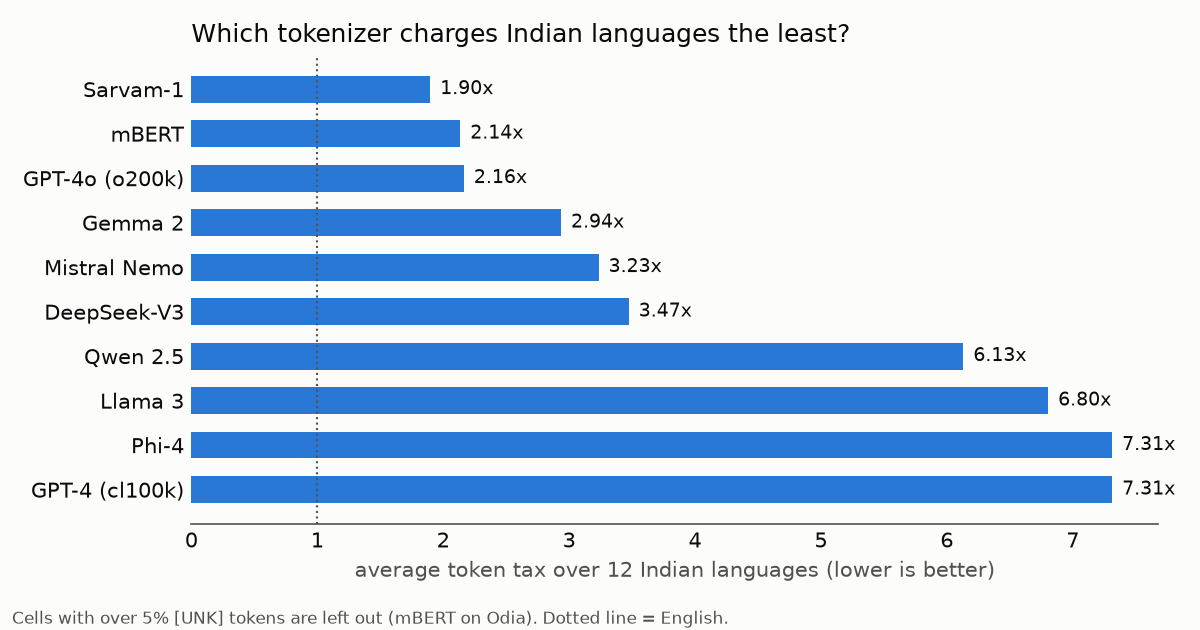 Which tokenizer charges Indian languages the least?
Sarvam-1 1.90x
mBERT 2.14x
GPT-4o (o200k) 2.16x
Gemma 2 2.94x
Mistral Nemo 3.23x
DeepSeek-V3 3.47x
Qwen 2.5 6.13x
Llama 3 6.80x
Phi-4 7.31x
GPT-4 (cl100k) 7.31x
0 1 2 3 4 5 6 7
average token tax over 12 Indian languages (lower is better)
Cells with over 5% [UNK] tokens are left out (mBERT on Odia). Dotted line = English.